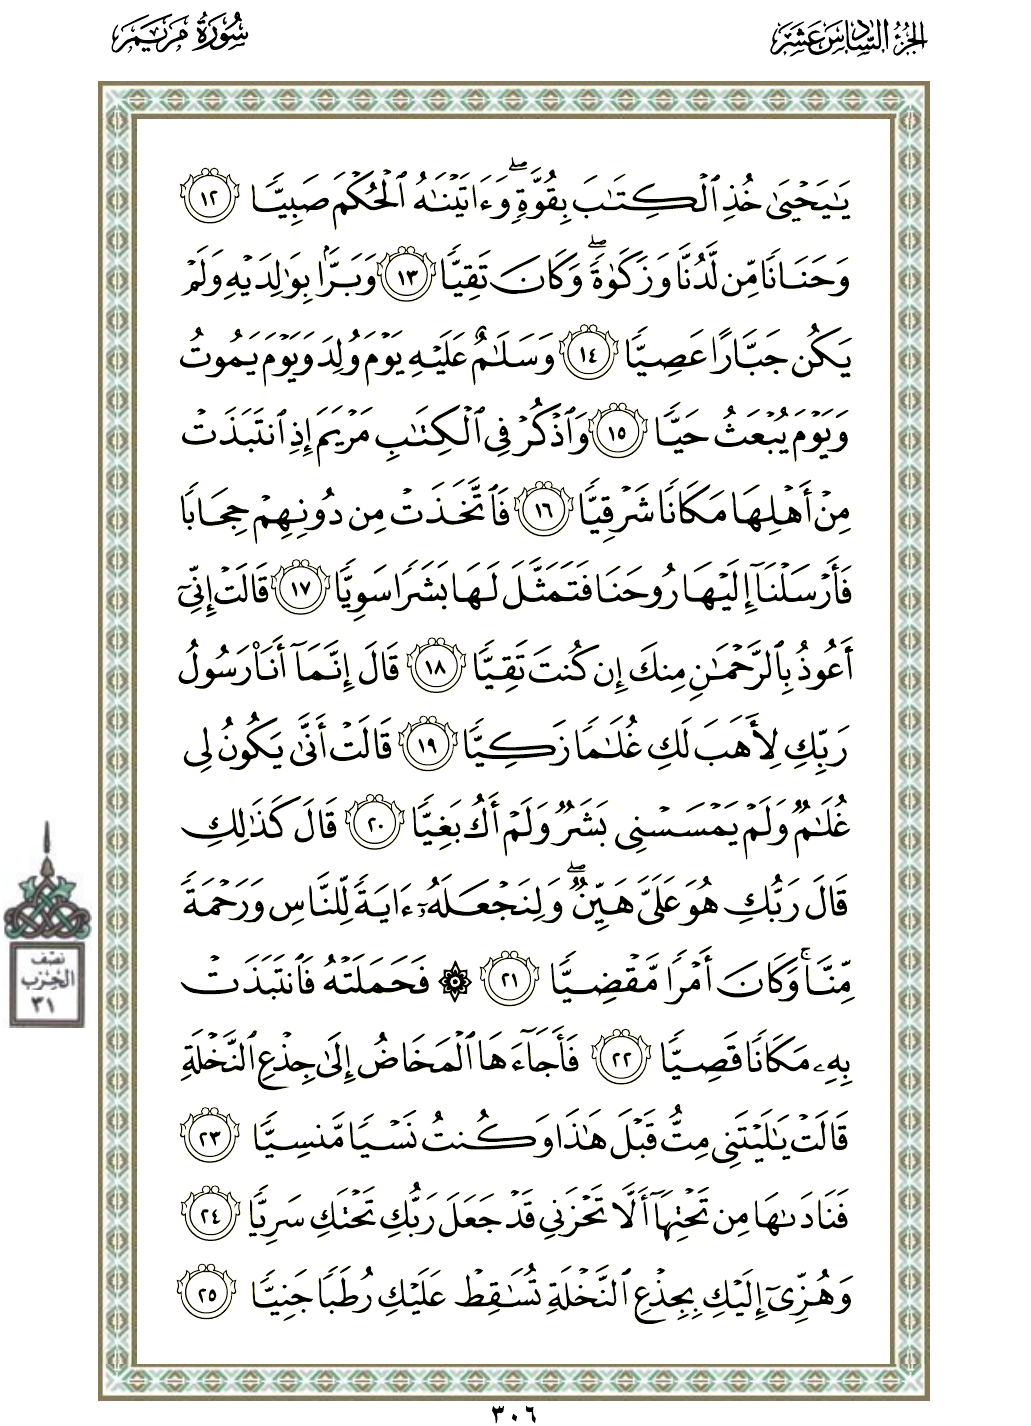 الجزء السادس عشر
سورة مريم
يَٰيَحْيَىٰ خُذِ ٱلْكِتَٰبَ بِقُوَّةٍۖ وَءَاتَيْنَٰهُ ٱلْحُكْمَ صَبِيًّا ١٢
وَحَنَانًا مِّن لَّدُنَّا وَزَكَوٰةًۖ وَكَانَ تَقِيًّا ١٣ وَبَرًّۢا بِوَٰلِدَيْهِ وَلَمْ
يَكُن جَبَّارًا عَصِيًّا ١٤ وَسَلَٰمٌ عَلَيْهِ يَوْمَ وُلِدَ وَيَوْمَ يَمُوتُ
وَيَوْمَ يُبْعَثُ حَيًّا ١٥ وَٱذْكُرْ فِى ٱلْكِتَٰبِ مَرْيَمَ إِذِ ٱنتَبَذَتْ
مِنْ أَهْلِهَا مَكَانًا شَرْقِيًّا ١٦ فَٱتَّخَذَتْ مِن دُونِهِمْ حِجَابًا
فَأَرْسَلْنَآ إِلَيْهَا رُوحَنَا فَتَمَثَّلَ لَهَا بَشَرًا سَوِيًّا ١٧ قَالَتْ إِنِّىٓ
أَعُوذُ بِٱلرَّحْمَٰنِ مِنكَ إِن كُنتَ تَقِيًّا ١٨ قَالَ إِنَّمَآ أَنَا۠ رَسُولُ
رَبِّكِ لِأَهَبَ لَكِ غُلَٰمًا زَكِيًّا ١٩ قَالَتْ أَنَّىٰ يَكُونُ لِى
غُلَٰمٌ وَلَمْ يَمْسَسْنِى بَشَرٌ وَلَمْ أَكُ بَغِيًّا ٢٠ قَالَ كَذَٰلِكِ
قَالَ رَبُّكِ هُوَ عَلَىَّ هَيِّنٌۖ وَلِنَجْعَلَهُۥٓ ءَايَةً لِّلنَّاسِ وَرَحْمَةً
مِّنَّاۚ وَكَانَ أَمْرًا مَّقْضِيًّا ٢١ ۞ فَحَمَلَتْهُ فَٱنتَبَذَتْ
بِهِۦ مَكَانًا قَصِيًّا ٢٢ فَأَجَآءَهَا ٱلْمَخَاضُ إِلَىٰ جِذْعِ ٱلنَّخْلَةِ
قَالَتْ يَٰلَيْتَنِى مِتُّ قَبْلَ هَٰذَا وَكُنتُ نَسْيًا مَّنسِيًّا ٢٣
فَنَادَىٰهَا مِن تَحْتِهَآ أَلَّا تَحْزَنِى قَدْ جَعَلَ رَبُّكِ تَحْتَكِ سَرِيًّا ٢٤
وَهُزِّىٓ إِلَيْكِ بِجِذْعِ ٱلنَّخْلَةِ تُسَٰقِطْ عَلَيْكِ رُطَبًا جَنِيًّا ٢٥
نصف
الحزب
٣١
٣٠٦